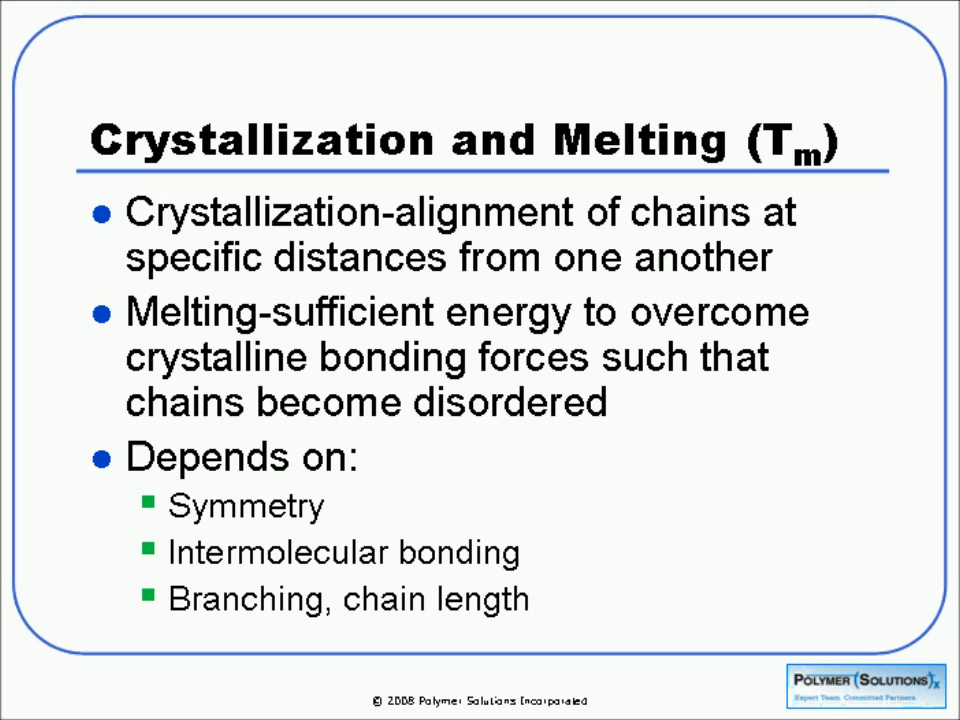 Crystallization and Melting (Tm)
Crystallization-alignment of chains at
specific distances from one another
Melting-sufficient energy to overcome
crystalline bonding forces such that
chains become disordered
Depends on:
Symmetry
Intermolecular bonding
Branching, chain length
© 2008 Polymer Solutions Incorporated
POLYMER (SOLUTIONS)x
Expert Team. Committed Partners.